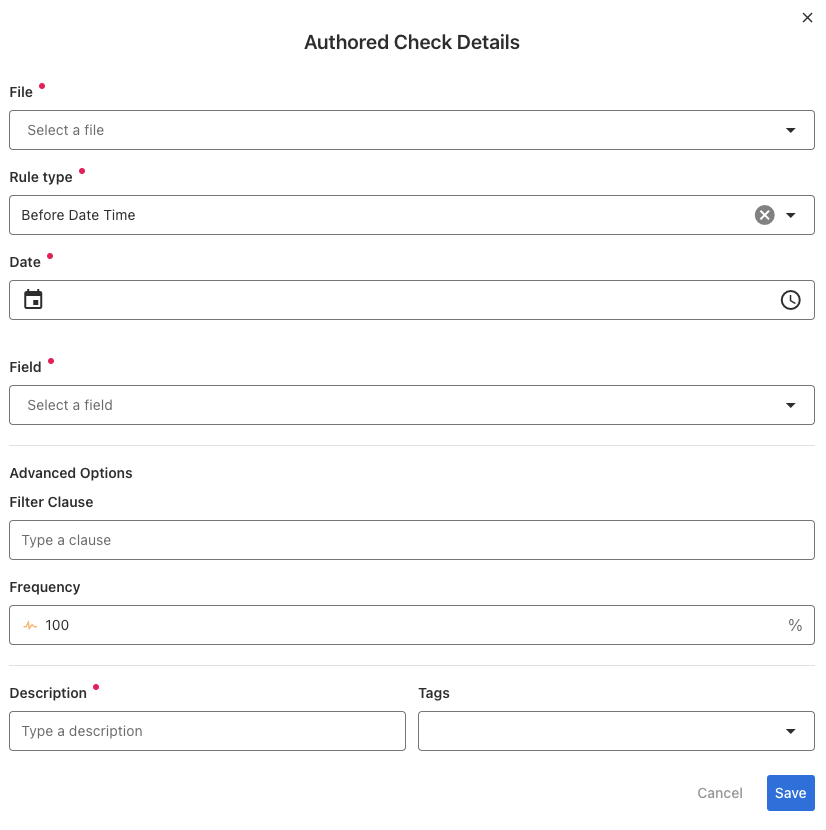 Authored Check Details
File
Select a file
Rule type
Before Date Time
Date
Field
Select a field
Advanced Options
Filter Clause
Type a clause
Frequency
100 %
Description Tags
Type a description
Cancel Save